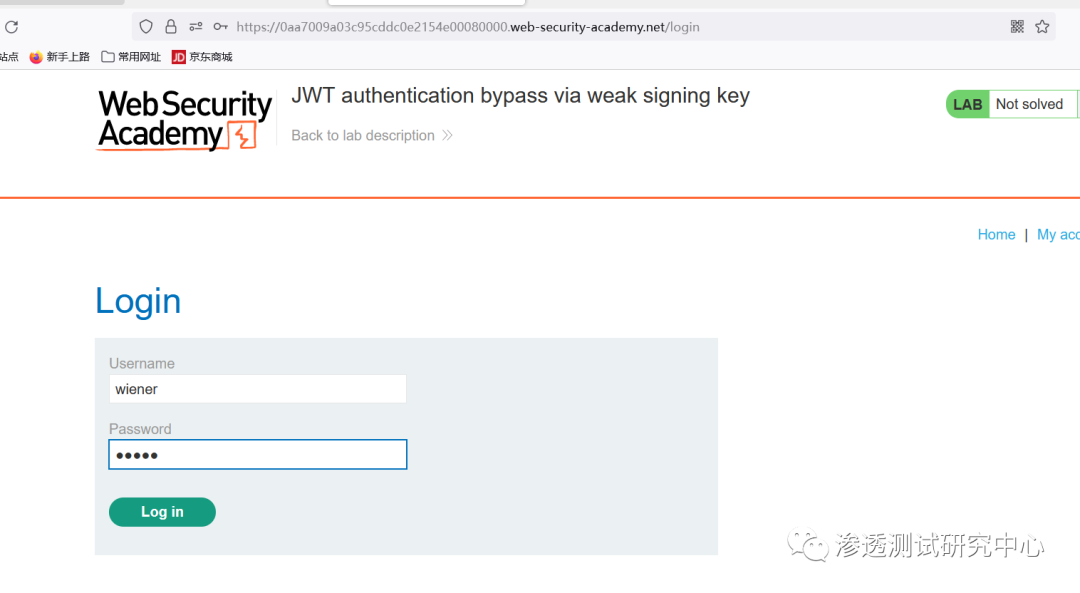 https://0aa7009a03c95cddc0e2154e00080000.web-security-academy.net/login
站点 新手上路 常用网址 JD 京东商城
Web Security
Academy
JWT authentication bypass via weak signing key
Back to lab description
LAB Not solved
Home | My acc
Login
Username
wiener
Password
Log in
渗透测试研究中心